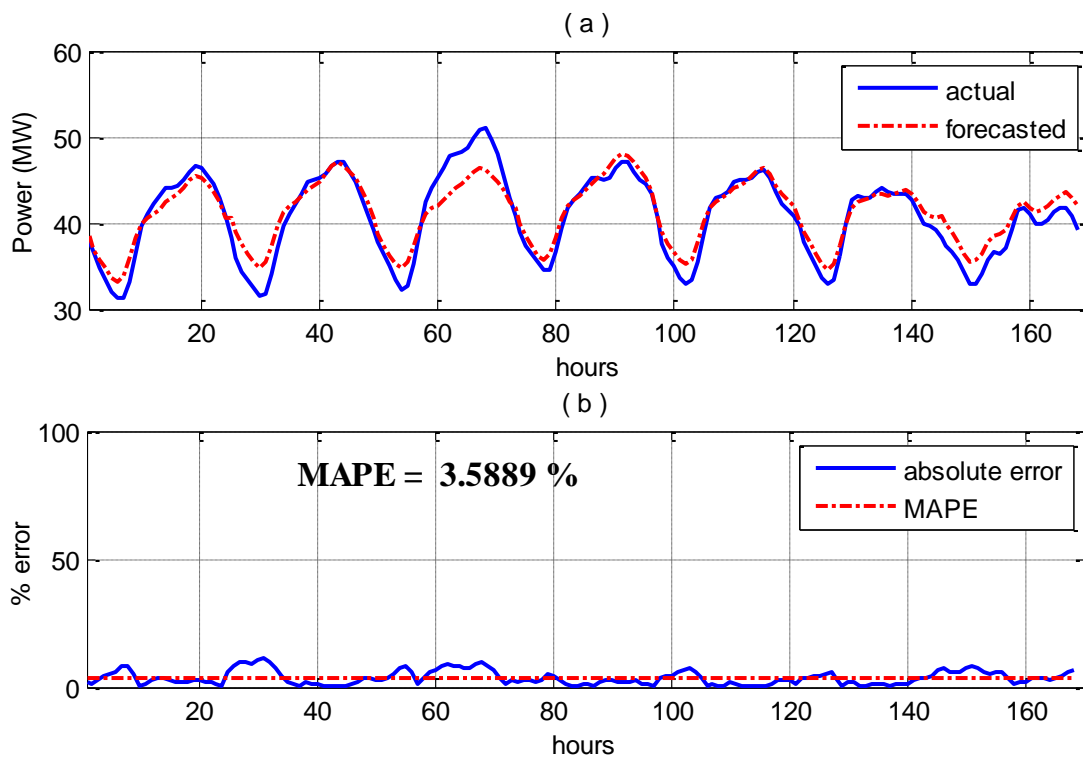 ( a )
60
50
40
30
Power (MW)
actual
forecasted
20 40 60 80 100 120 140 160
hours
( b )
100
50
0
% error
MAPE = 3.5889 %
absolute error
MAPE
20 40 60 80 100 120 140 160
hours